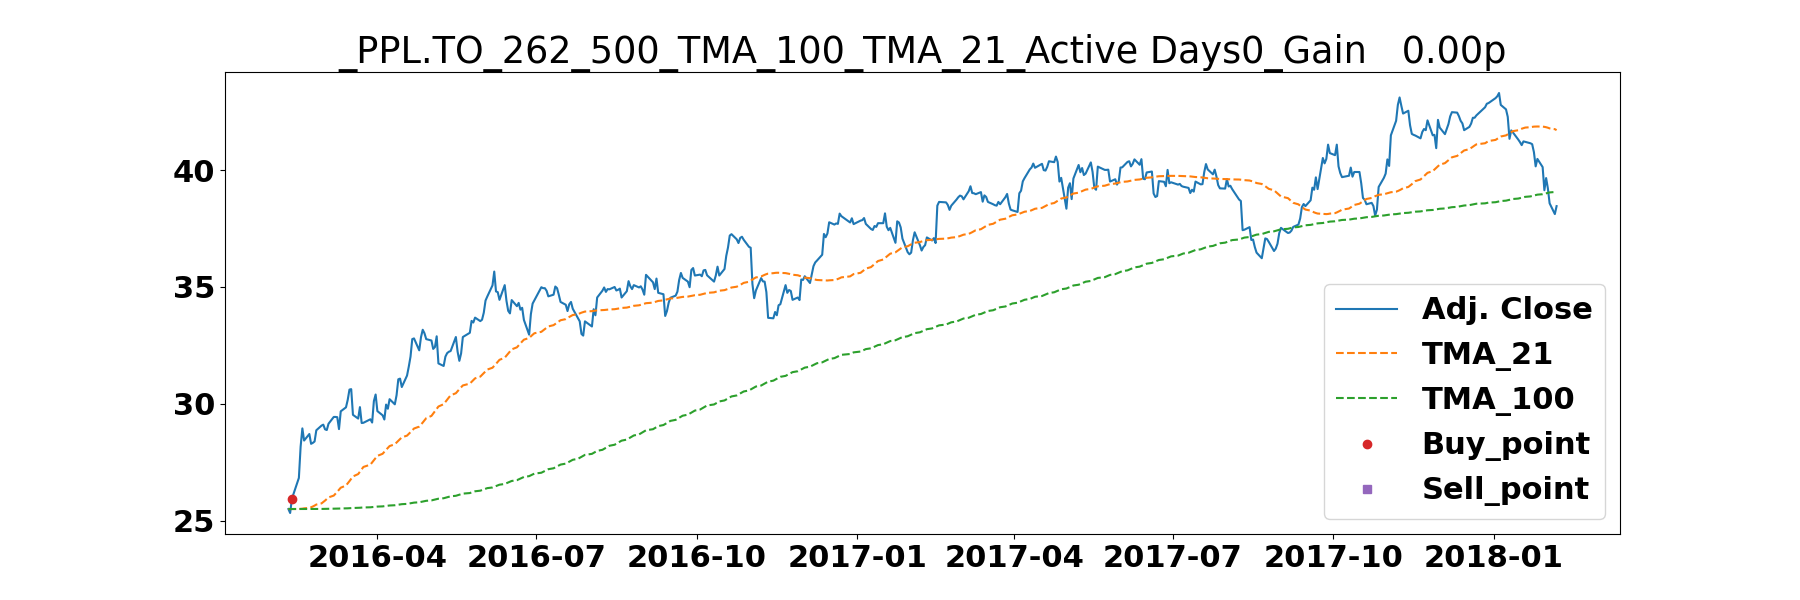 _PPL.TO_262_500_TMA_100_TMA_21_Active Days0_Gain   0.00p
40
35
30
25
Adj. Close
TMA_21
TMA_100
Buy_point
Sell_point
2016-04 2016-07 2016-10 2017-01 2017-04 2017-07 2017-10 2018-01